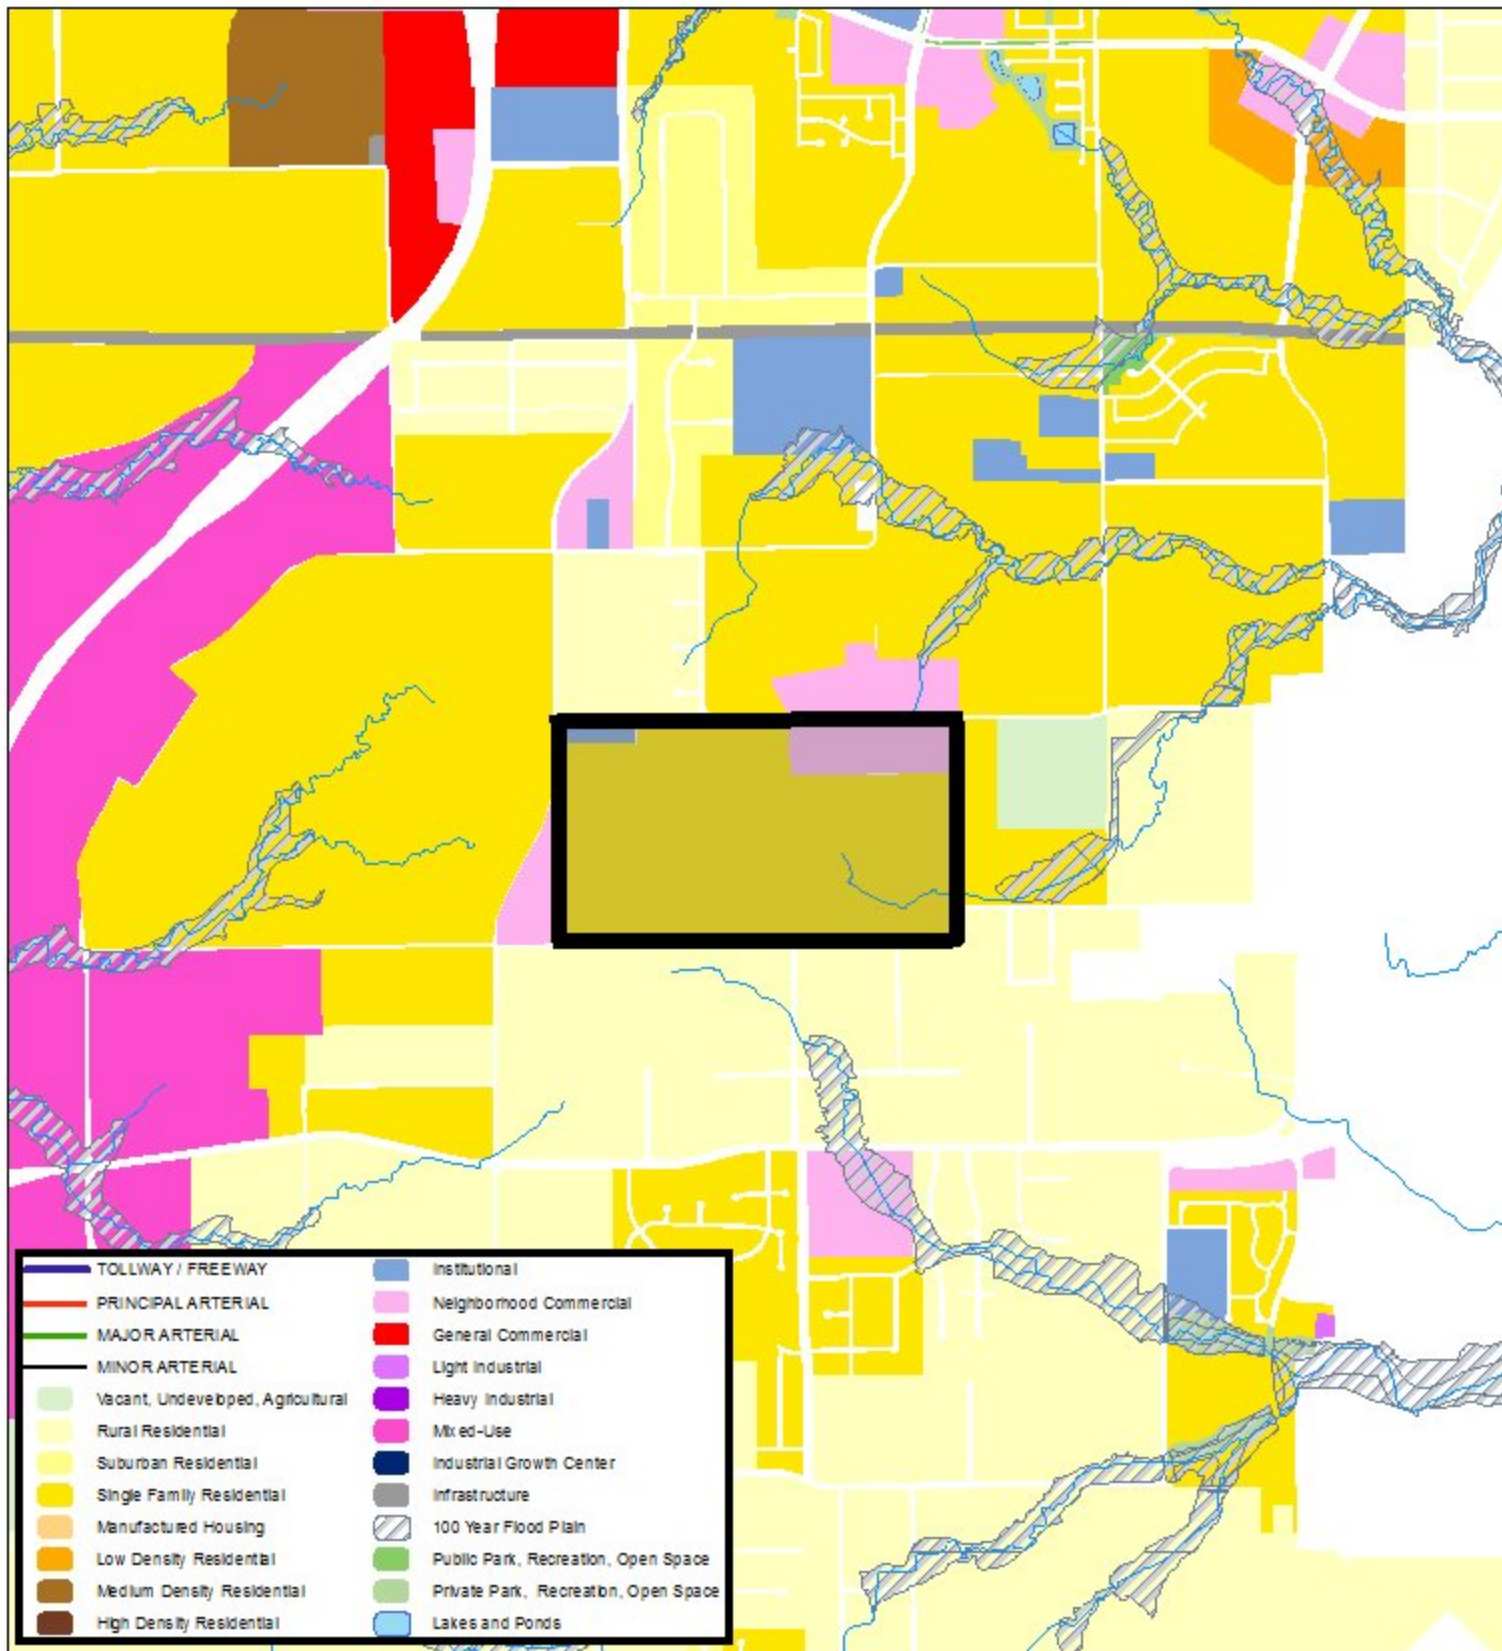 TOLLWAY / FREEWAY
PRINCIPAL ARTERIAL
MAJOR ARTERIAL
MINOR ARTERIAL
Vacant, Undeveloped, Agricultural
Rural Residential
Suburban Residential
Single Family Residential
Manufactured Housing
Low Density Residential
Medium Density Residential
High Density Residential
Institutional
Neighborhood Commercial
General Commercial
Light Industrial
Heavy Industrial
Mixed-Use
Industrial Growth Center
Infrastructure
100 Year Flood Plain
Public Park, Recreation, Open Space
Private Park, Recreation, Open Space
Lakes and Ponds